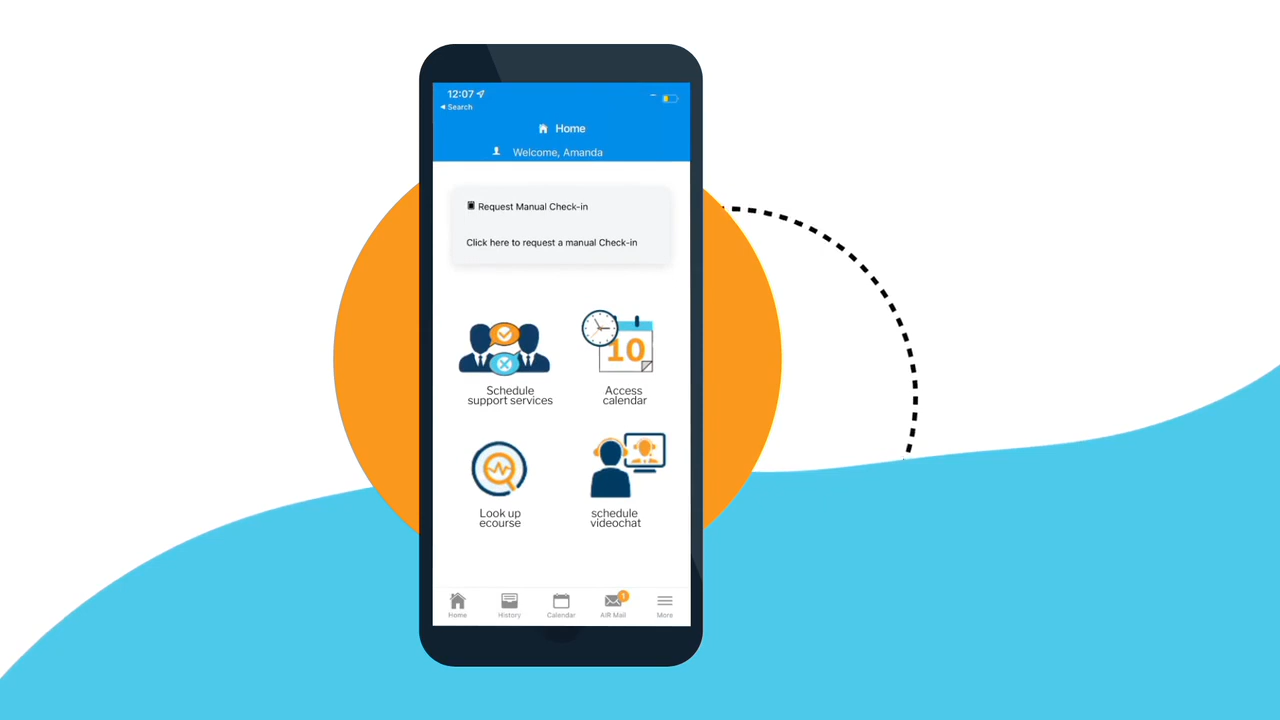 12:07
◀ Search
Home
Welcome, Amanda
Request Manual Check-in
Click here to request a manual Check-in
10
Schedule
support services
Access
calendar
Look up
ecourse
schedule
videochat
1
Home
History
Calendar
AIR Mail
More